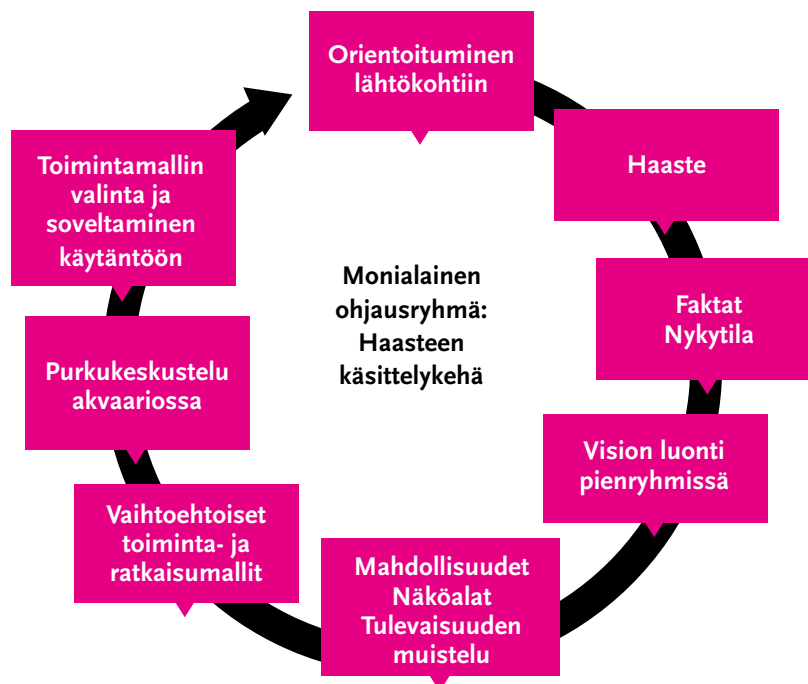 Orientoituminen
lähtökohtiin
Haaste
Faktat
Nykytila
Vision luonti
pienryhmissä
Mahdollisuudet
Näköalat
Tulevaisuuden
muistelu
Vaihtoehtoiset
toiminta- ja
ratkaisumallit
Purkukeskustelu
akvaariossa
Toimintamallin
valinta ja
soveltaminen
käytäntöön
Monialainen
ohjausryhmä:
Haasteen
käsittelykehä